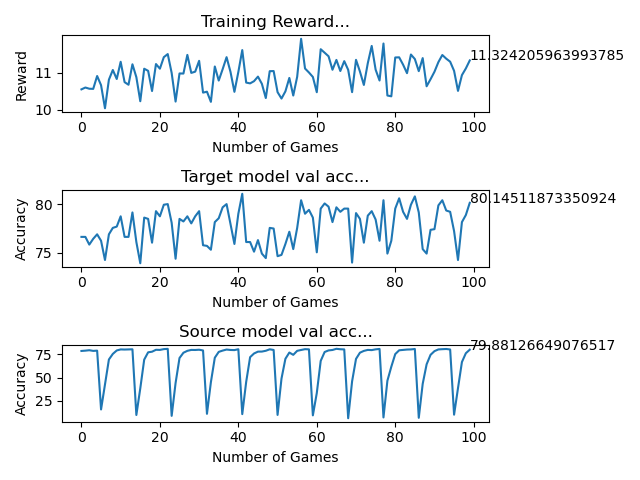 Training Reward...
Reward
11
10
0 20 40 60 80 100
11.324205963993785
Number of Games
Target model val acc...
Accuracy
80
75
0 20 40 60 80 100
80.14511873350924
Number of Games
Source model val acc...
Accuracy
75
50
25
0 20 40 60 80 100
79.88126649076517
Number of Games